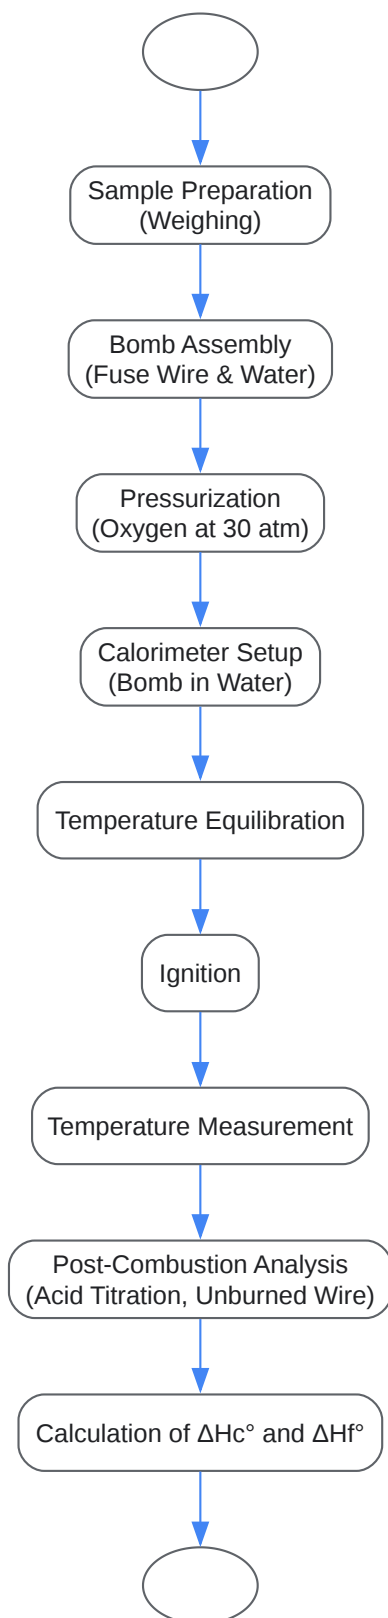 Sample Preparation
(Weighing)
Bomb Assembly
(Fuse Wire & Water)
Pressurization
(Oxygen at 30 atm)
Calorimeter Setup
(Bomb in Water)
Temperature Equilibration
Ignition
Temperature Measurement
Post-Combustion Analysis
(Acid Titration, Unburned Wire)
Calculation of ΔHc° and ΔHf°